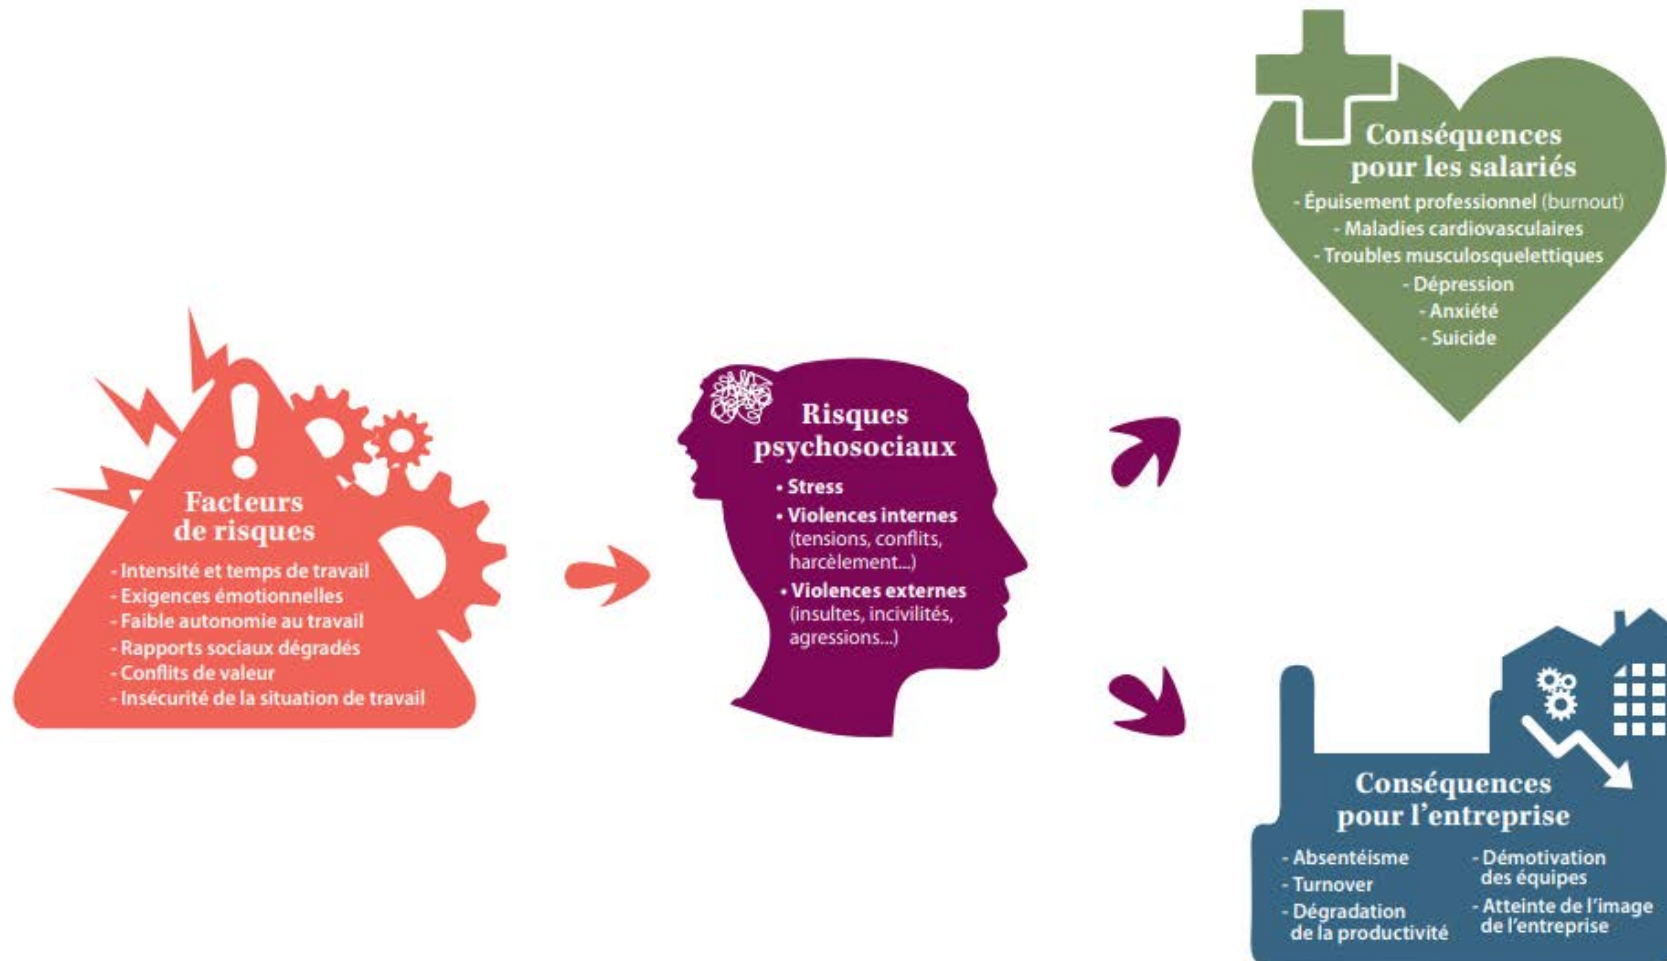 Facteurs
de risques
- Intensité et temps de travail
- Exigences émotionnelles
- Faible autonomie au travail
- Rapports sociaux dégradés
- Conflits de valeur
- Insécurité de la situation de travail
Risques
psychosociaux
• Stress
• Violences internes
(tensions, conflits,
harcèlement...)
• Violences externes
(insultes, incivilités,
agressions...)
Conséquences
pour les salariés
- Épuisement professionnel (burnout)
- Maladies cardiovasculaires
- Troubles musculosquelettiques
- Dépression
- Anxiété
- Suicide
Conséquences
pour l'entreprise
- Absentéisme
- Turnover
- Dégradation
de la productivité
- Démotivation
des équipes
- Atteinte de l'image
de l'entreprise